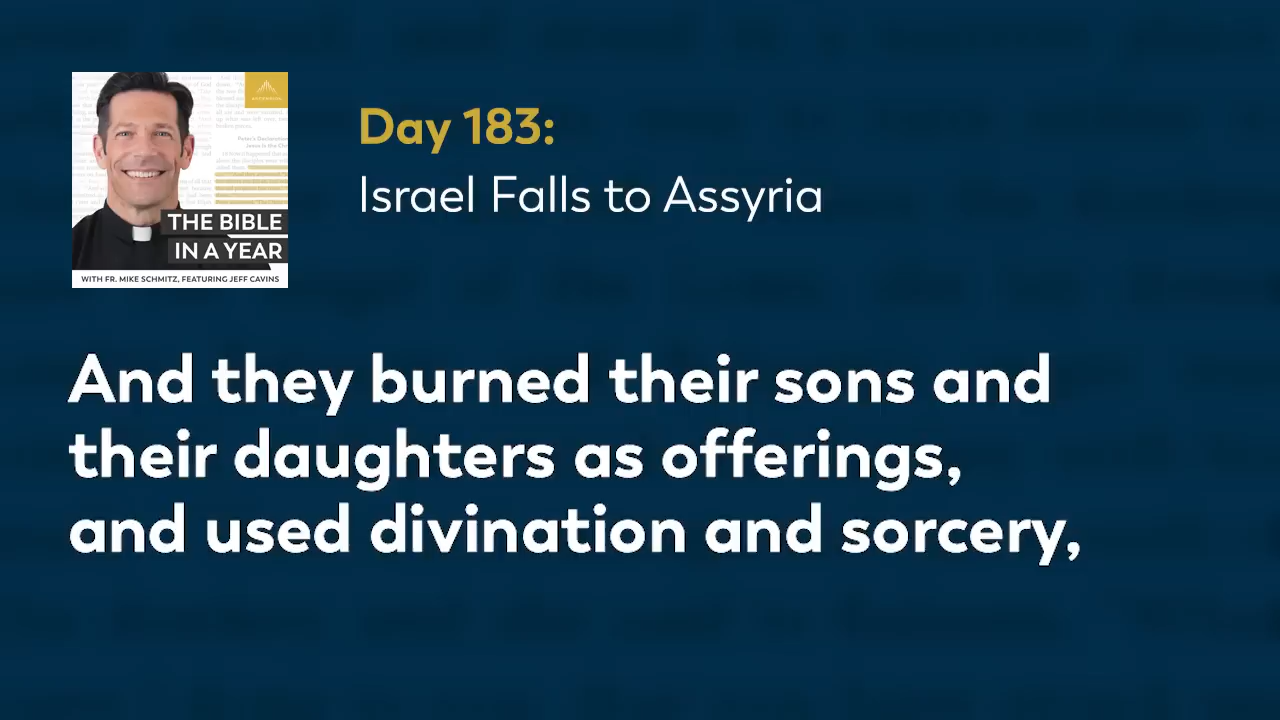 Day 183:
Israel Falls to Assyria
THE BIBLE
IN A YEAR
WITH FR. MIKE SCHMITZ, FEATURING JEFF CAVINS
And they burned their sons and
their daughters as offerings,
and used divination and sorcery,